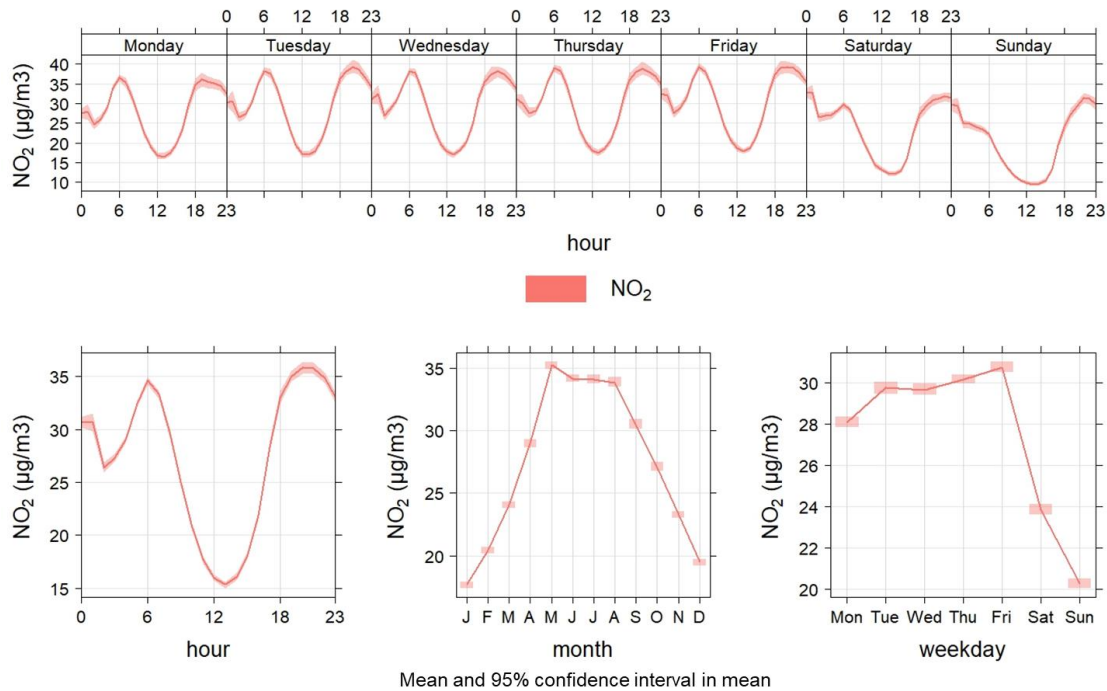 0 6 18 23 0 6 18 23 0 6 18 23
Monday Tuesday Wednesday Thursday Friday Saturday Sunday
40
35
30
25
20
15
10
NO₂ (µg/m3)
0 6 12 18 23 0 6 12 18 23 0 6 12 18 23 0 6 12 18 23
hour
NO₂
35
30
25
20
15
NO₂ (µg/m3)
0 6 12 18 23
hour
35
30
25
20
NO₂ (µg/m3)
J F M A M J J A S O N D
month
30
28
26
24
22
20
NO₂ (µg/m3)
Mon Tue Wed Thu Fri Sat Sun
weekday
Mean and 95% confidence interval in mean